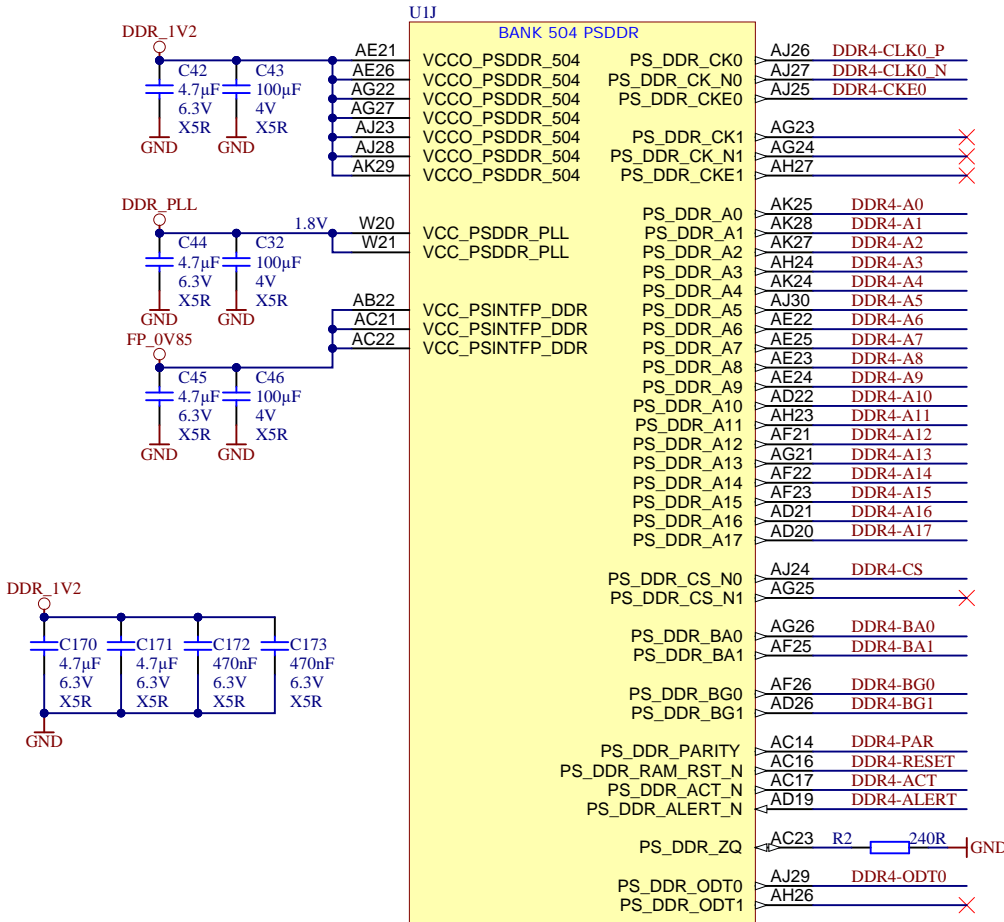 U1J
BANK 504 PSDDR
DDR_1V2
C42
4.7µF
6.3V
X5R
GND
C43
100µF
4V
X5R
GND
AE21 VCCO_PSDDR_504
AE26 VCCO_PSDDR_504
AG22 VCCO_PSDDR_504
AG27 VCCO_PSDDR_504
AJ23 VCCO_PSDDR_504
AJ28 VCCO_PSDDR_504
AK29 VCCO_PSDDR_504
DDR_PLL
1.8V
C44
4.7µF
6.3V
X5R
GND
C32
100µF
4V
X5R
GND
W20 VCC_PSDDR_PLL
W21 VCC_PSDDR_PLL
FP_0V85
C45
4.7µF
6.3V
X5R
GND
C46
100µF
4V
X5R
GND
AB22 VCC_PSINTFP_DDR
AC21 VCC_PSINTFP_DDR
AC22 VCC_PSINTFP_DDR
DDR_1V2
C170
4.7µF
6.3V
X5R
C171
4.7µF
6.3V
X5R
C172
470nF
6.3V
X5R
C173
470nF
6.3V
X5R
GND
PS_DDR_CK0 AJ26 DDR4-CLK0_P
PS_DDR_CK_N0 AJ27 DDR4-CLK0_N
PS_DDR_CKE0 AJ25 DDR4-CKE0
PS_DDR_CK1 AG23
PS_DDR_CK_N1 AG24
PS_DDR_CKE1 AH27
PS_DDR_A0 AK25 DDR4-A0
PS_DDR_A1 AK28 DDR4-A1
PS_DDR_A2 AK27 DDR4-A2
PS_DDR_A3 AH24 DDR4-A3
PS_DDR_A4 AK24 DDR4-A4
PS_DDR_A5 AJ30 DDR4-A5
PS_DDR_A6 AE22 DDR4-A6
PS_DDR_A7 AE25 DDR4-A7
PS_DDR_A8 AE23 DDR4-A8
PS_DDR_A9 AE24 DDR4-A9
PS_DDR_A10 AD22 DDR4-A10
PS_DDR_A11 AH23 DDR4-A11
PS_DDR_A12 AF21 DDR4-A12
PS_DDR_A13 AG21 DDR4-A13
PS_DDR_A14 AF22 DDR4-A14
PS_DDR_A15 AF23 DDR4-A15
PS_DDR_A16 AD21 DDR4-A16
PS_DDR_A17 AD20 DDR4-A17
PS_DDR_CS_N0 AJ24 DDR4-CS
PS_DDR_CS_N1 AG25
PS_DDR_BA0 AG26 DDR4-BA0
PS_DDR_BA1 AF25 DDR4-BA1
PS_DDR_BG0 AF26 DDR4-BG0
PS_DDR_BG1 AD26 DDR4-BG1
PS_DDR_PARITY AC14 DDR4-PAR
PS_DDR_RAM_RST_N AC16 DDR4-RESET
PS_DDR_ACT_N AC17 DDR4-ACT
PS_DDR_ALERT_N AD19 DDR4-ALERT
PS_DDR_ZQ AC23 R2 240R GND
PS_DDR_ODT0 AJ29 DDR4-ODT0
PS_DDR_ODT1 AH26